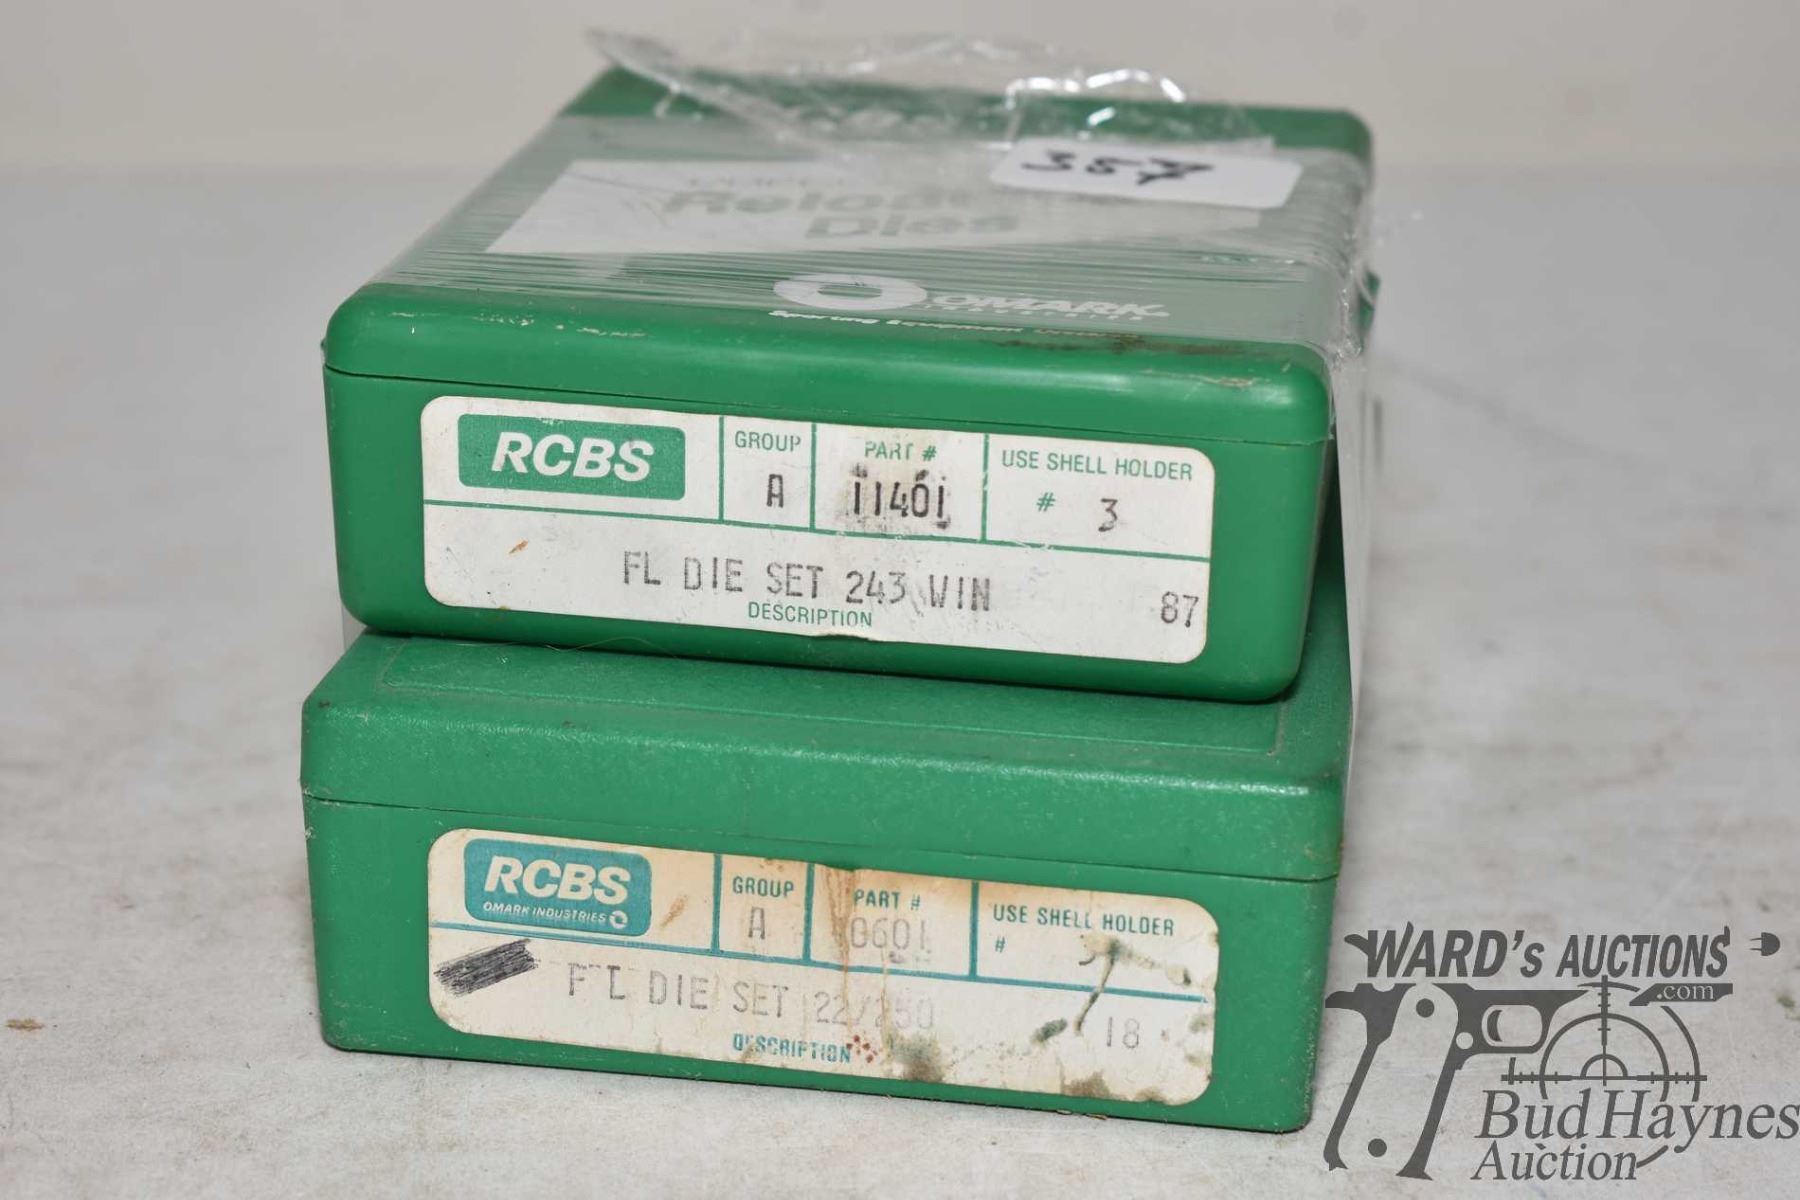 357
Dies
OMARK
INDUSTRIES
Sporting Equipment
RCBS
GROUP
A
PART #
11401
USE SHELL HOLDER
# 3
FL DIE SET 243 WIN
87
DESCRIPTION
RCBS
OMARK INDUSTRIES
GROUP
A
PART #
USE SHELL HOLDER
# 3
FL DIE SET 22/250
18
DESCRIPTION
WARD's AUCTIONS
.com
Bud Haynes
Auction